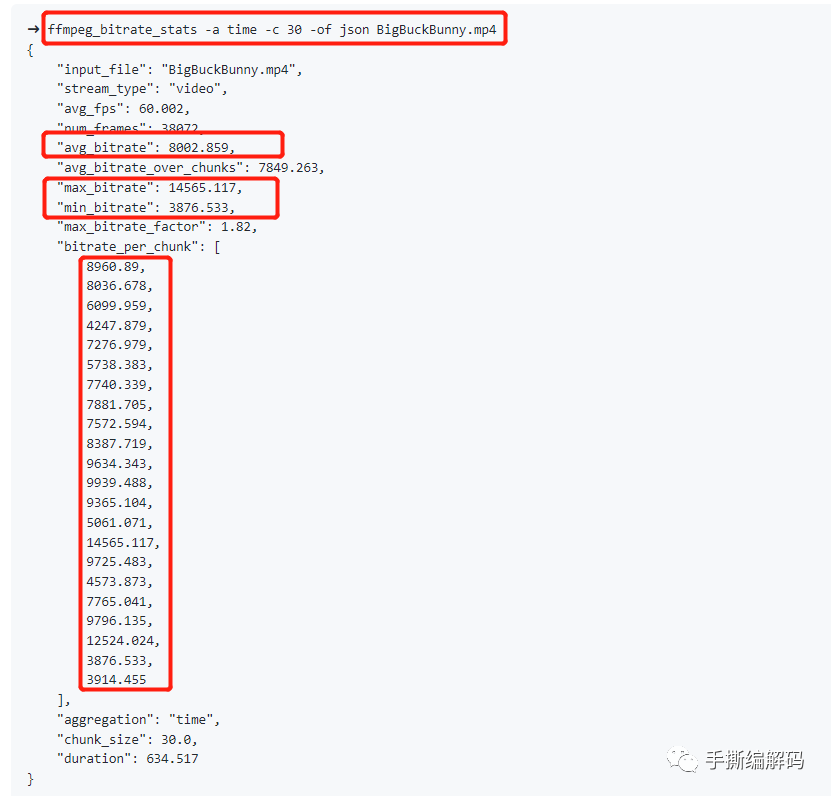 → ffmpeg_bitrate_stats -a time -c 30 -of json BigBuckBunny.mp4
{
    "input_file": "BigBuckBunny.mp4",
    "stream_type": "video",
    "avg_fps": 60.002,
    "num_frames": 38072,
    "avg_bitrate": 8002.859,
    "avg_bitrate_over_chunks": 7849.263,
    "max_bitrate": 14565.117,
    "min_bitrate": 3876.533,
    "max_bitrate_factor": 1.82,
    "bitrate_per_chunk": [
        8960.89,
        8036.678,
        6099.959,
        4247.879,
        7276.979,
        5738.383,
        7740.339,
        7881.705,
        7572.594,
        8387.719,
        9634.343,
        9939.488,
        9365.104,
        5061.071,
        14565.117,
        9725.483,
        4573.873,
        7765.041,
        9796.135,
        12524.024,
        3876.533,
        3914.455
    ],
    "aggregation": "time",
    "chunk_size": 30.0,
    "duration": 634.517
}
手撕编解码